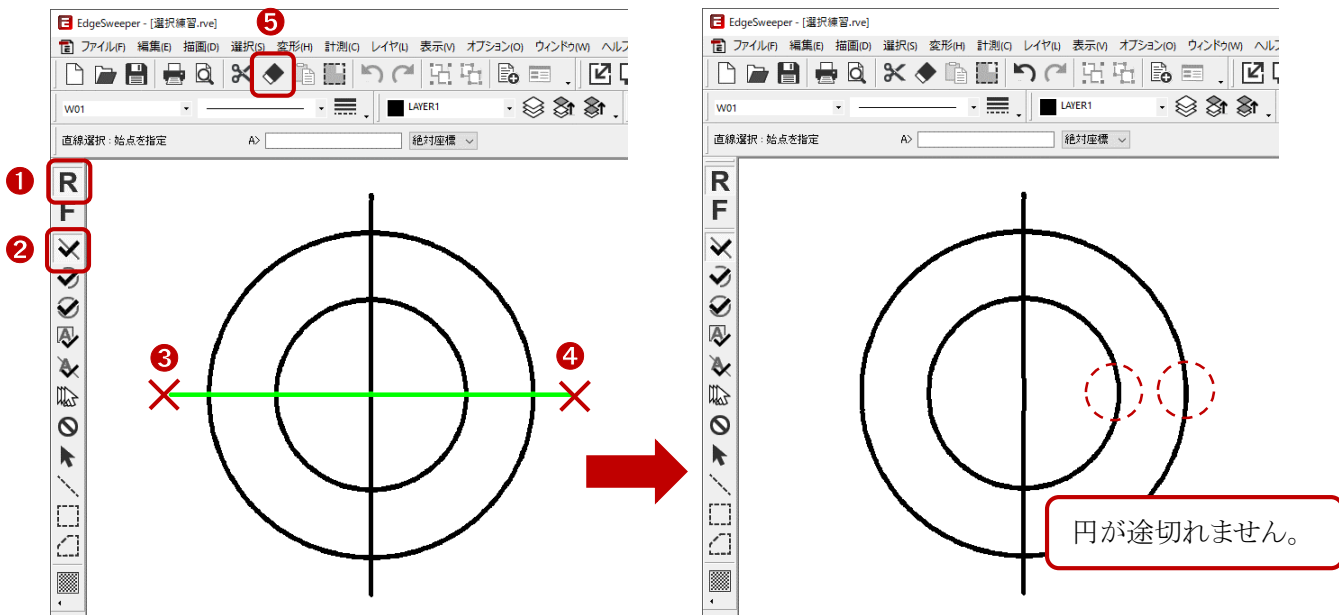 ❺
EdgeSweeper - [選択練習.rve]
ファイル(F) 編集(E) 描画(D) 選択(S) 変形(H) 計測(C) レイヤ(L) 表示(V) オプション(O) ウィンドウ(W) ヘルプ
W01
LAYER1
直線選択 : 始点を指定 A> 絶対座標
❶
R
F
❷
❸
❹
EdgeSweeper - [選択練習.rve]
ファイル(F) 編集(E) 描画(D) 選択(S) 変形(H) 計測(C) レイヤ(L) 表示(V) オプション(O) ウィンドウ(W) ヘル
W01
LAYER1
直線選択 : 始点を指定 A> 絶対座標
R
F
円が途切れません。